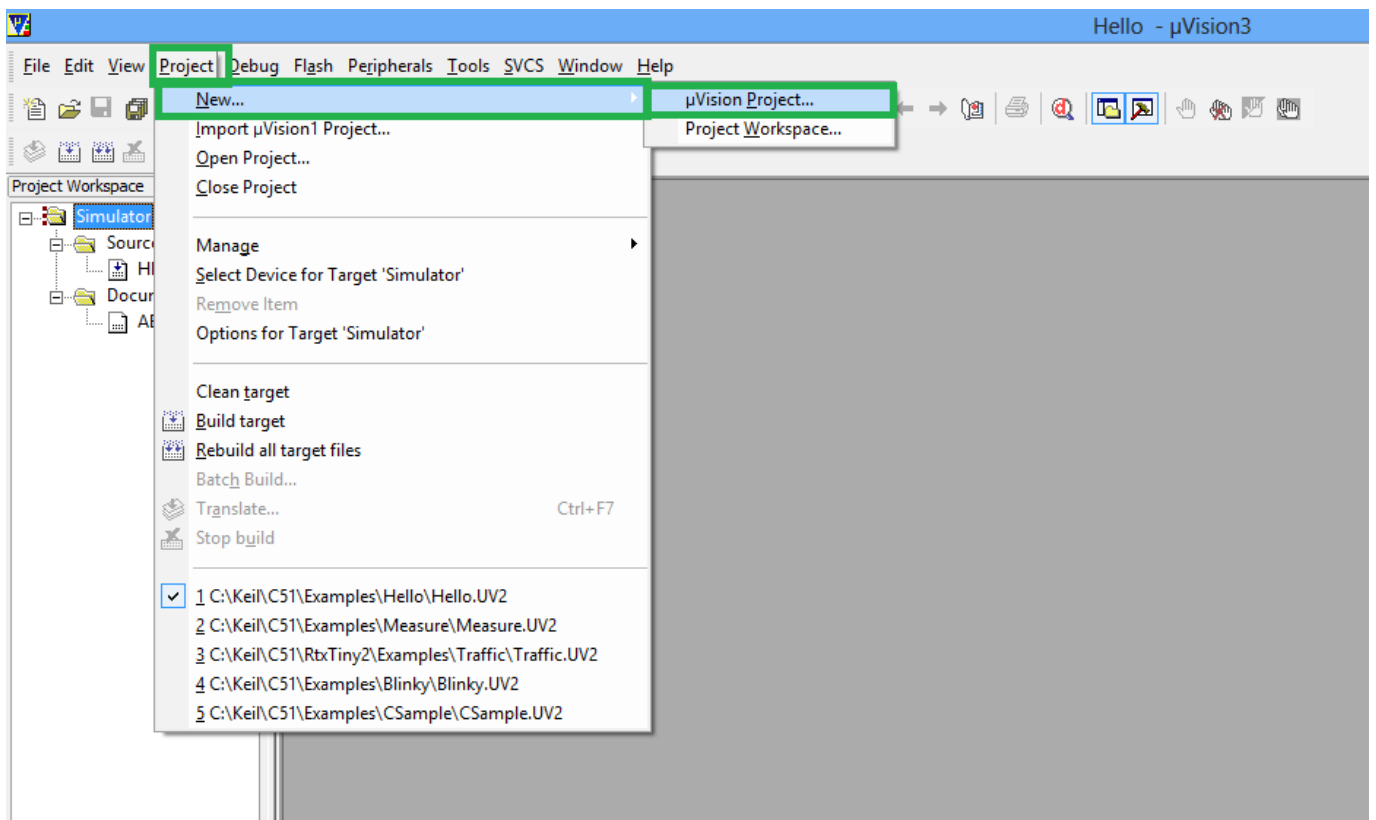 Hello - µVision3
File Edit View Project Debug Flash Peripherals Tools SVCS Window Help
New...
µVision Project...
Import µVision1 Project...
Project Workspace...
Open Project...
Close Project
Project Workspace
Simulator
Manage
Select Device for Target 'Simulator'
Remove Item
Options for Target 'Simulator'
Clean target
Build target
Rebuild all target files
Batch Build...
Translate... Ctrl+F7
Stop build
1 C:\Keil\C51\Examples\Hello\Hello.UV2
2 C:\Keil\C51\Examples\Measure\Measure.UV2
3 C:\Keil\C51\RtxTiny2\Examples\Traffic\Traffic.UV2
4 C:\Keil\C51\Examples\Blinky\Blinky.UV2
5 C:\Keil\C51\Examples\CSample\CSample.UV2